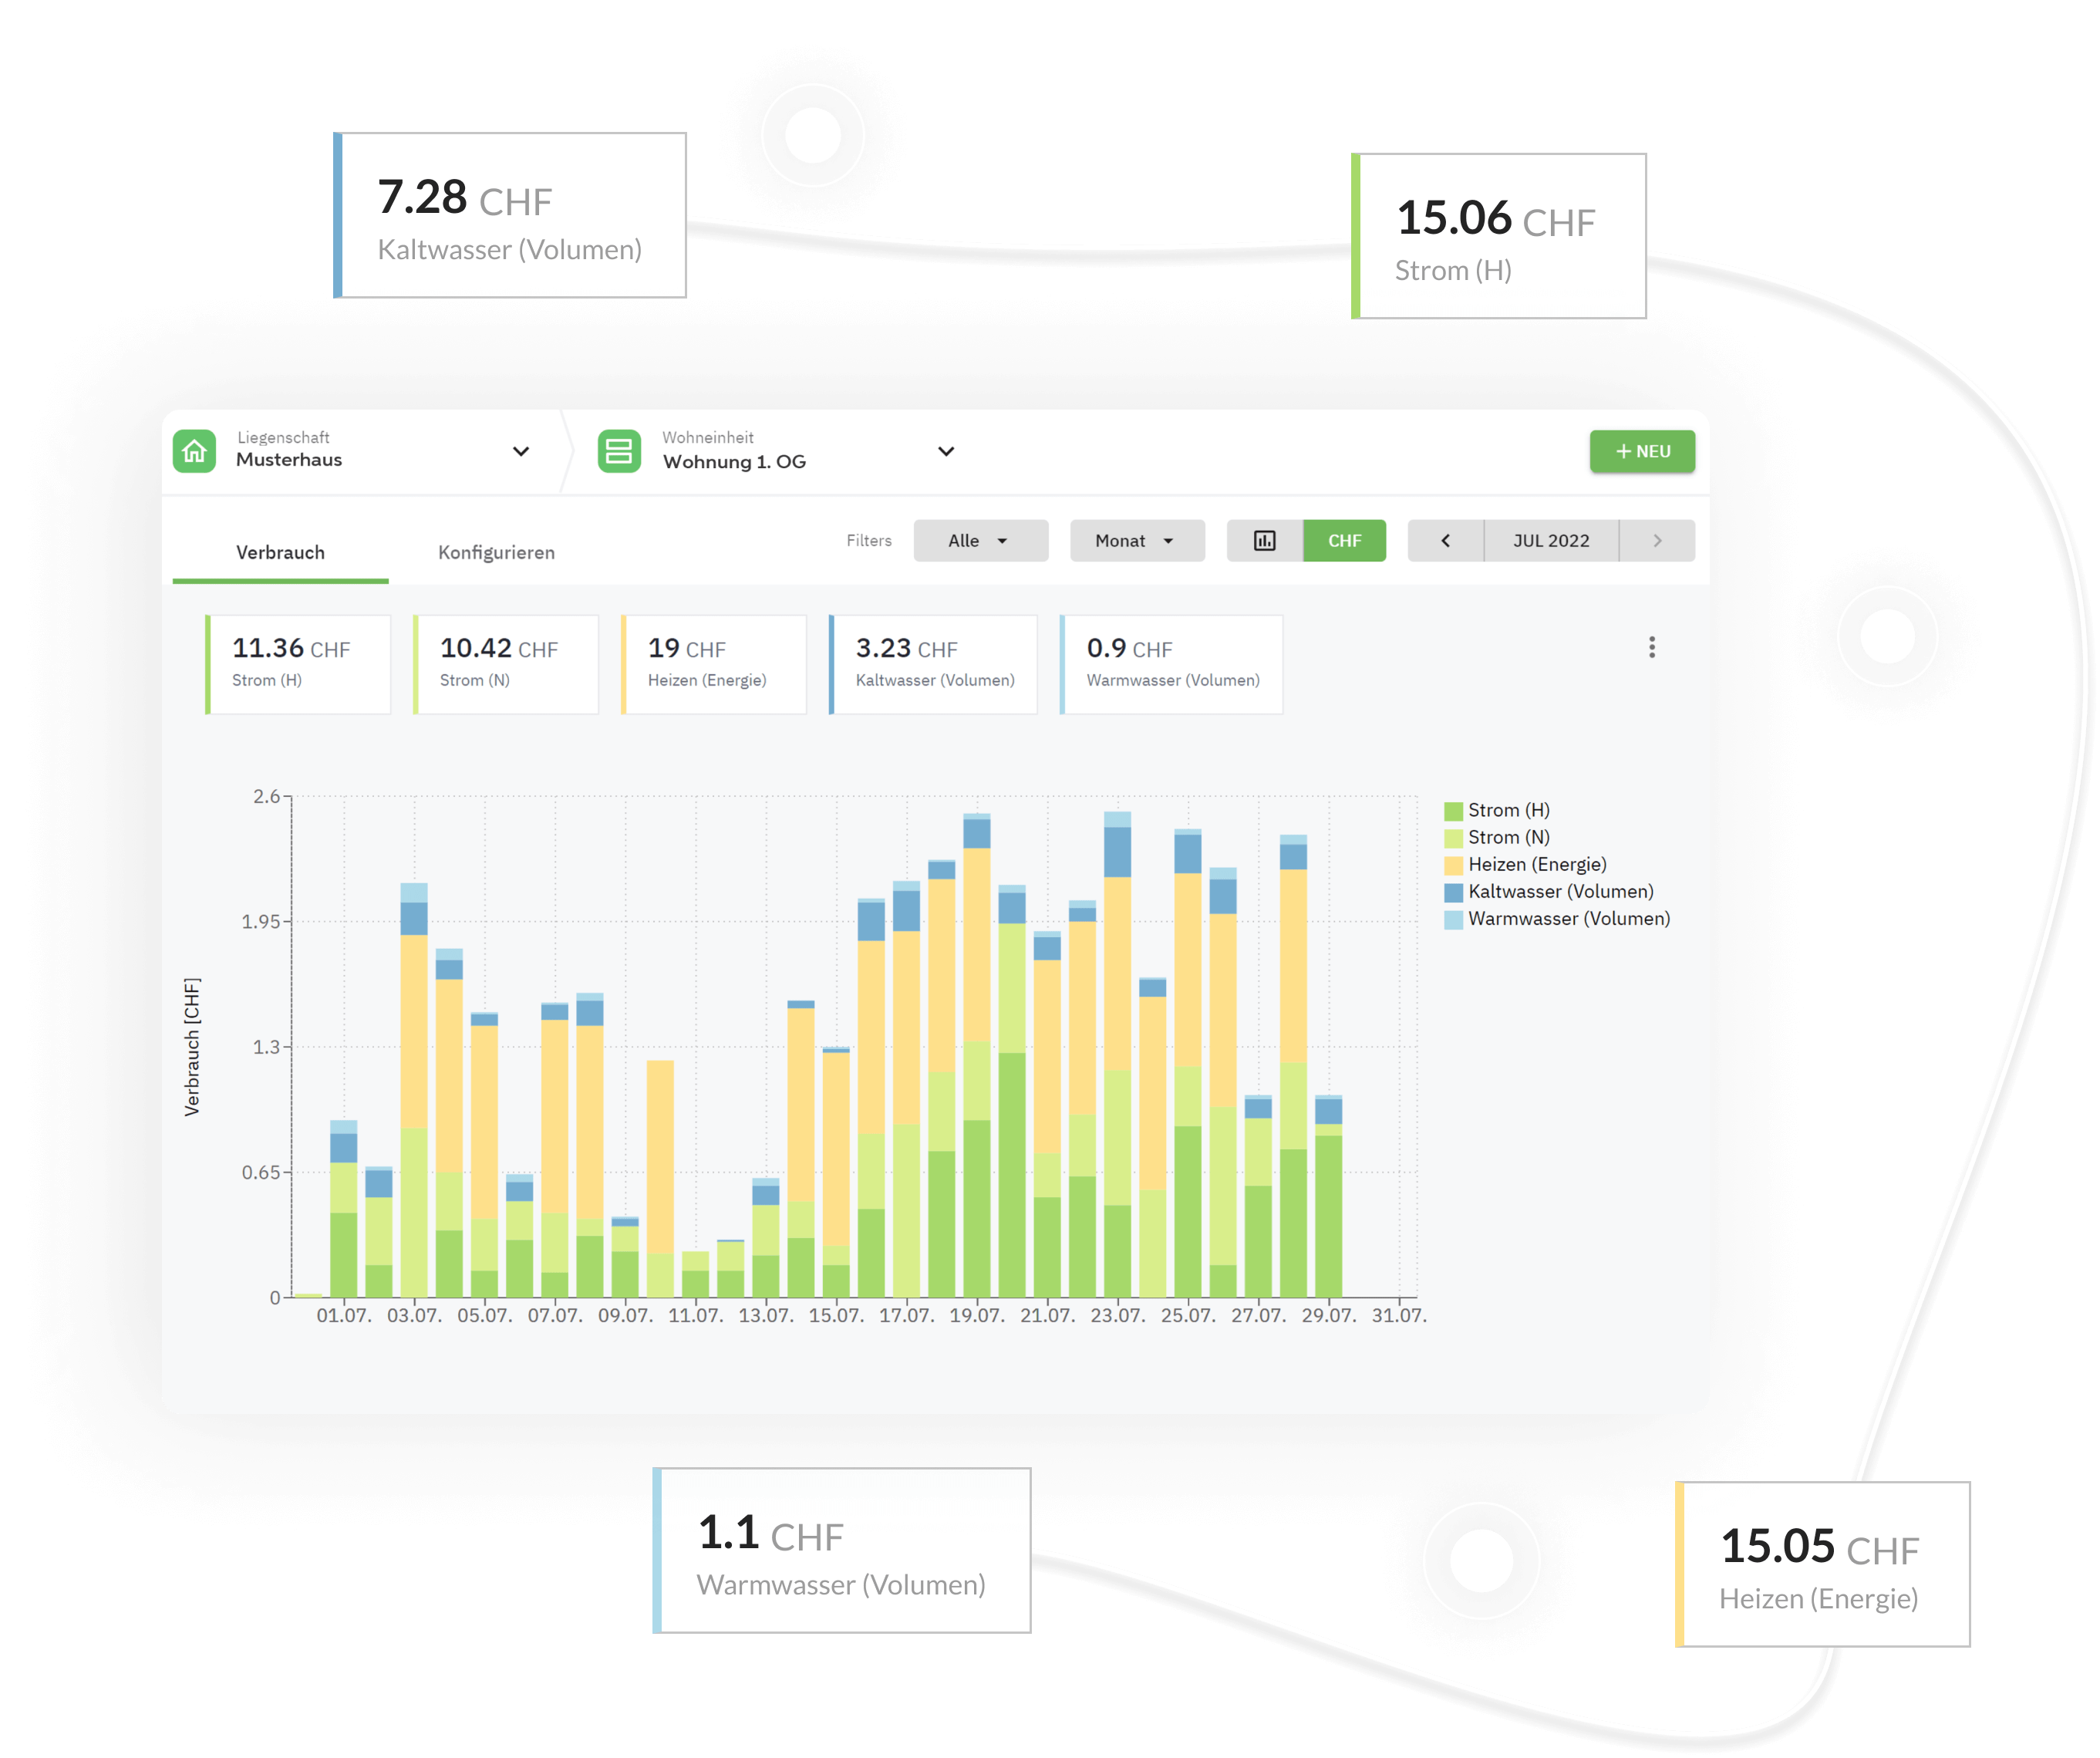 7.28 CHF
Kaltwasser (Volumen)
15.06 CHF
Strom (H)
Liegenschaft
Musterhaus
Wohneinheit
Wohnung 1. OG
+ NEU
Verbrauch
Konfigurieren
Filters
Alle
Monat
CHF
JUL 2022
11.36 CHF
Strom (H)
10.42 CHF
Strom (N)
19 CHF
Heizen (Energie)
3.23 CHF
Kaltwasser (Volumen)
0.9 CHF
Warmwasser (Volumen)
Verbrauch [CHF]
2.6
1.95
1.3
0.65
0
01.07. 03.07. 05.07. 07.07. 09.07. 11.07. 13.07. 15.07. 17.07. 19.07. 21.07. 23.07. 25.07. 27.07. 29.07. 31.07.
Strom (H)
Strom (N)
Heizen (Energie)
Kaltwasser (Volumen)
Warmwasser (Volumen)
1.1 CHF
Warmwasser (Volumen)
15.05 CHF
Heizen (Energie)